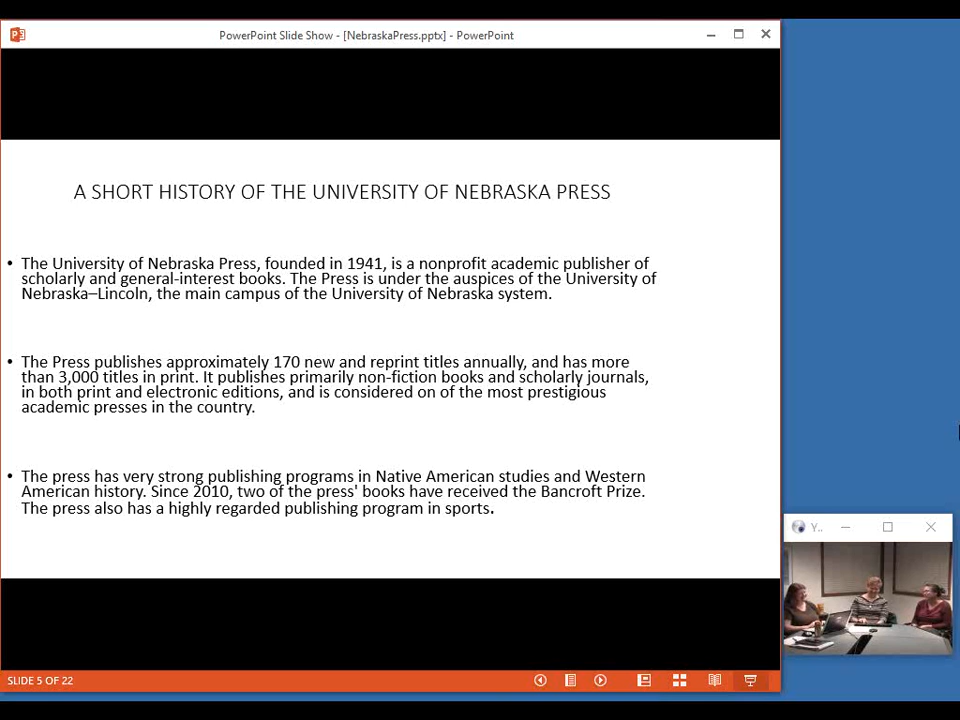 PowerPoint Slide Show - [NebraskaPress.pptx] - PowerPoint
A SHORT HISTORY OF THE UNIVERSITY OF NEBRASKA PRESS
• The University of Nebraska Press, founded in 1941, is a nonprofit academic publisher of
scholarly and general-interest books. The Press is under the auspices of the University of
Nebraska–Lincoln, the main campus of the University of Nebraska system.
• The Press publishes approximately 170 new and reprint titles annually, and has more
than 3,000 titles in print. It publishes primarily non-fiction books and scholarly journals,
in both print and electronic editions, and is considered on of the most prestigious
academic presses in the country.
• The press has very strong publishing programs in Native American studies and Western
American history. Since 2010, two of the press' books have received the Bancroft Prize.
The press also has a highly regarded publishing program in sports.
Y..
SLIDE 5 OF 22